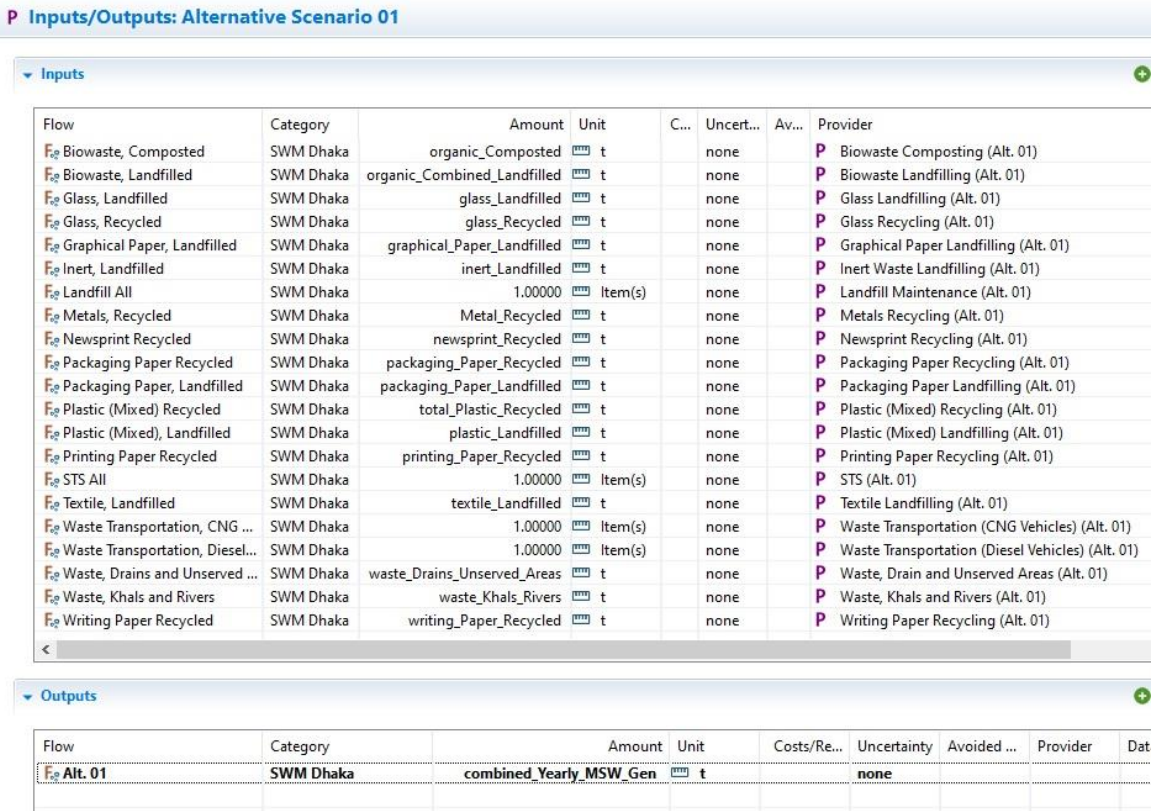 P Inputs/Outputs: Alternative Scenario 01
Inputs
Flow Category Amount Unit C... Uncert... Av... Provider
Biowaste, Composted SWM Dhaka organic_Composted t none P Biowaste Composting (Alt. 01)
Biowaste, Landfilled SWM Dhaka organic_Combined_Landfilled t none P Biowaste Landfilling (Alt. 01)
Glass, Landfilled SWM Dhaka glass_Landfilled t none P Glass Landfilling (Alt. 01)
Glass, Recycled SWM Dhaka glass_Recycled t none P Glass Recycling (Alt. 01)
Graphical Paper, Landfilled SWM Dhaka graphical_Paper_Landfilled t none P Graphical Paper Landfilling (Alt. 01)
Inert, Landfilled SWM Dhaka inert_Landfilled t none P Inert Waste Landfilling (Alt. 01)
Landfill All SWM Dhaka 1.00000 Item(s) none P Landfill Maintenance (Alt. 01)
Metals, Recycled SWM Dhaka Metal_Recycled t none P Metals Recycling (Alt. 01)
Newsprint Recycled SWM Dhaka newsprint_Recycled t none P Newsprint Recycling (Alt. 01)
Packaging Paper Recycled SWM Dhaka packaging_Paper_Recycled t none P Packaging Paper Recycling (Alt. 01)
Packaging Paper, Landfilled SWM Dhaka packaging_Paper_Landfilled t none P Packaging Paper Landfilling (Alt. 01)
Plastic (Mixed) Recycled SWM Dhaka total_Plastic_Recycled t none P Plastic (Mixed) Recycling (Alt. 01)
Plastic (Mixed), Landfilled SWM Dhaka plastic_Landfilled t none P Plastic (Mixed) Landfilling (Alt. 01)
Printing Paper Recycled SWM Dhaka printing_Paper_Recycled t none P Printing Paper Recycling (Alt. 01)
STS All SWM Dhaka 1.00000 Item(s) none P STS (Alt. 01)
Textile, Landfilled SWM Dhaka textile_Landfilled t none P Textile Landfilling (Alt. 01)
Waste Transportation, CNG ... SWM Dhaka 1.00000 Item(s) none P Waste Transportation (CNG Vehicles) (Alt. 01)
Waste Transportation, Diesel... SWM Dhaka 1.00000 Item(s) none P Waste Transportation (Diesel Vehicles) (Alt. 01)
Waste, Drains and Unserved ... SWM Dhaka waste_Drains_Unserved_Areas t none P Waste, Drain and Unserved Areas (Alt. 01)
Waste, Khals and Rivers SWM Dhaka waste_Khals_Rivers t none P Waste, Khals and Rivers (Alt. 01)
Writing Paper Recycled SWM Dhaka writing_Paper_Recycled t none P Writing Paper Recycling (Alt. 01)
Outputs
Flow Category Amount Unit Costs/Re... Uncertainty Avoided ... Provider Dat
Alt. 01 SWM Dhaka combined_Yearly_MSW_Gen t none